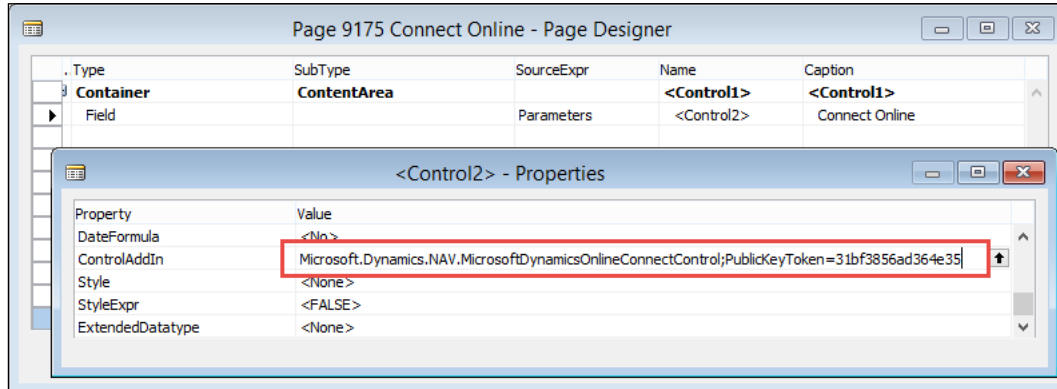 Page 9175 Connect Online - Page Designer
. Type SubType SourceExpr Name Caption
Container ContentArea <Control1> <Control1>
Field Parameters <Control2> Connect Online
<Control2> - Properties
Property Value
DateFormula <No>
ControlAddIn Microsoft.Dynamics.NAV.MicrosoftDynamicsOnlineConnectControl;PublicKeyToken=31bf3856ad364e35
Style <None>
StyleExpr <FALSE>
ExtendedDatatype <None>